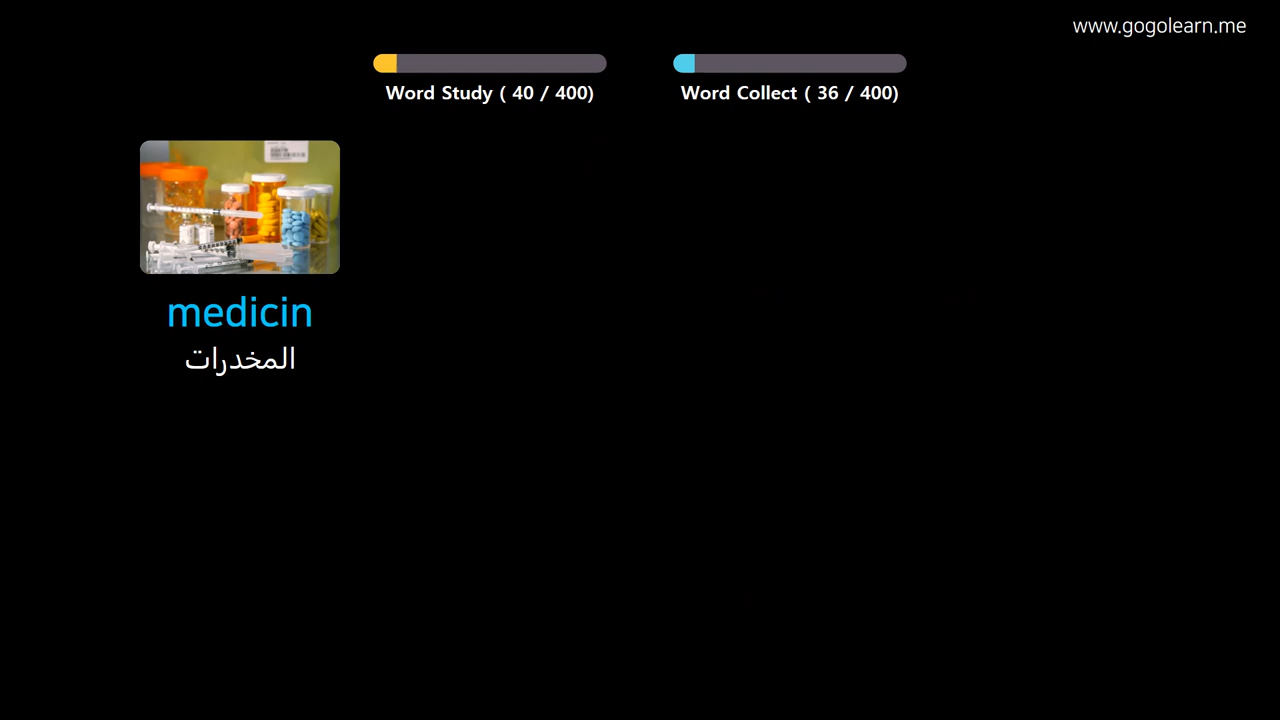 www.gogolearn.me
Word Study ( 40 / 400)
Word Collect ( 36 / 400)
medicin
المخدرات